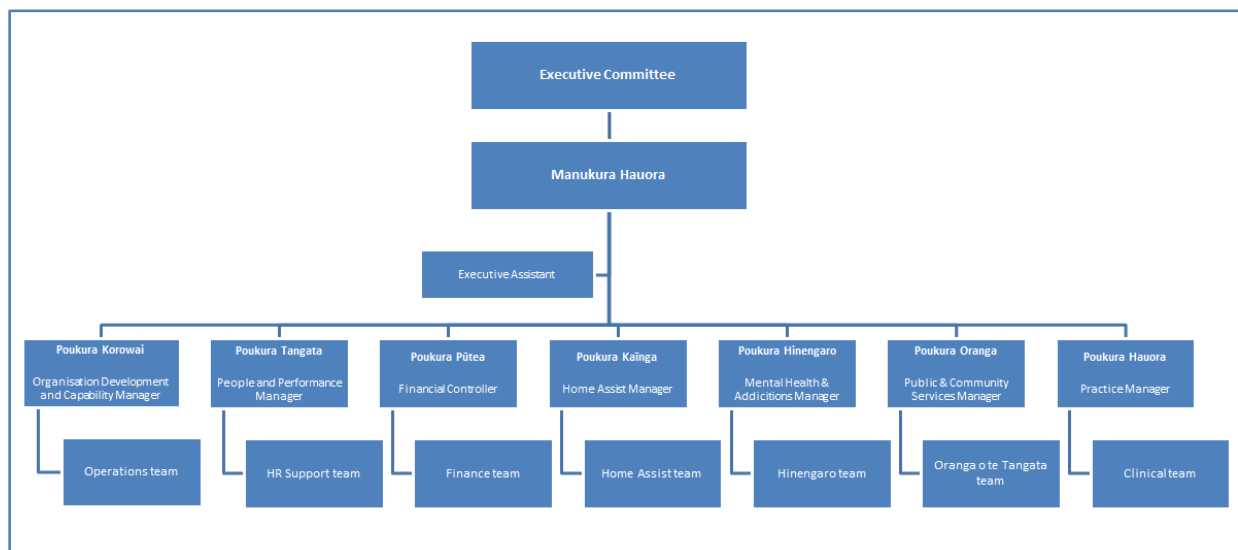 Executive Committee
Manukura Hauora
Executive Assistant
Poukura Korowai
Organisation Development
and Capability Manager
Poukura Tangata
People and Performance
Manager
Poukura Pūtea
Financial Controller
Poukura Kaīnga
Home Assist Manager
Poukura Hinengaro
Mental Health &
Addicitions Manager
Poukura Oranga
Public & Community
Services Manager
Poukura Hauora
Practice Manager
Operations team
HR Support team
Finance team
Home Assist team
Hinengaro team
Oranga o te Tangata
team
Clinical team